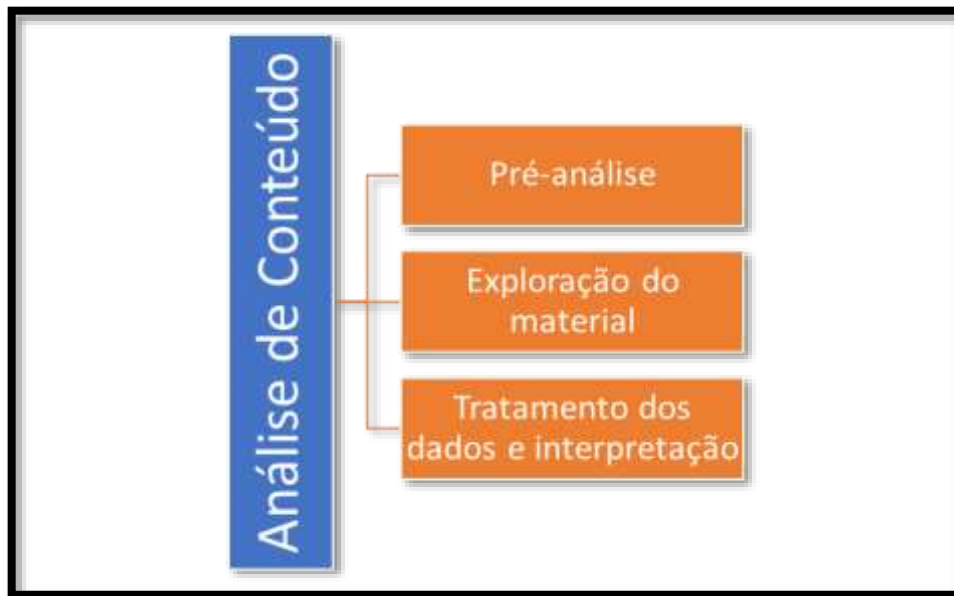 Análise de Conteúdo
Pré-análise
Exploração do
material
Tratamento dos
dados e interpretação